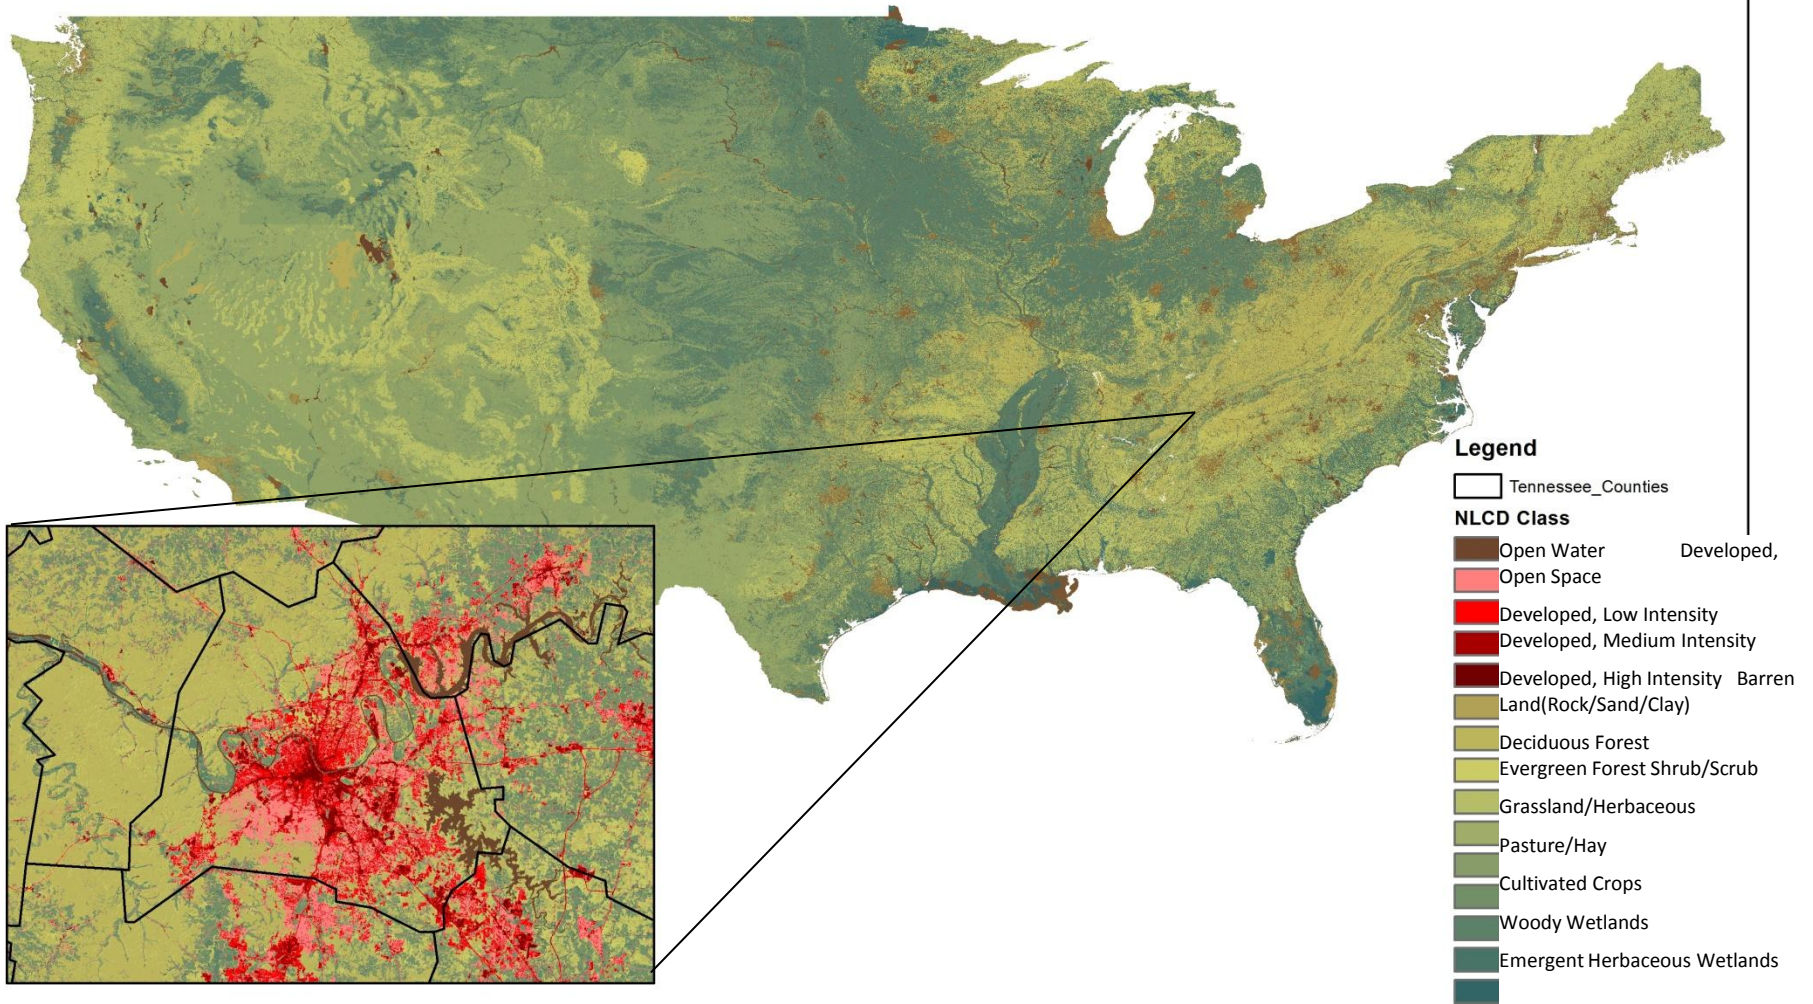 Legend
Tennessee_Counties
NLCD Class
Open Water Developed,
Open Space
Developed, Low Intensity
Developed, Medium Intensity
Developed, High Intensity Barren
Land(Rock/Sand/Clay)
Deciduous Forest
Evergreen Forest Shrub/Scrub
Grassland/Herbaceous
Pasture/Hay
Cultivated Crops
Woody Wetlands
Emergent Herbaceous Wetlands